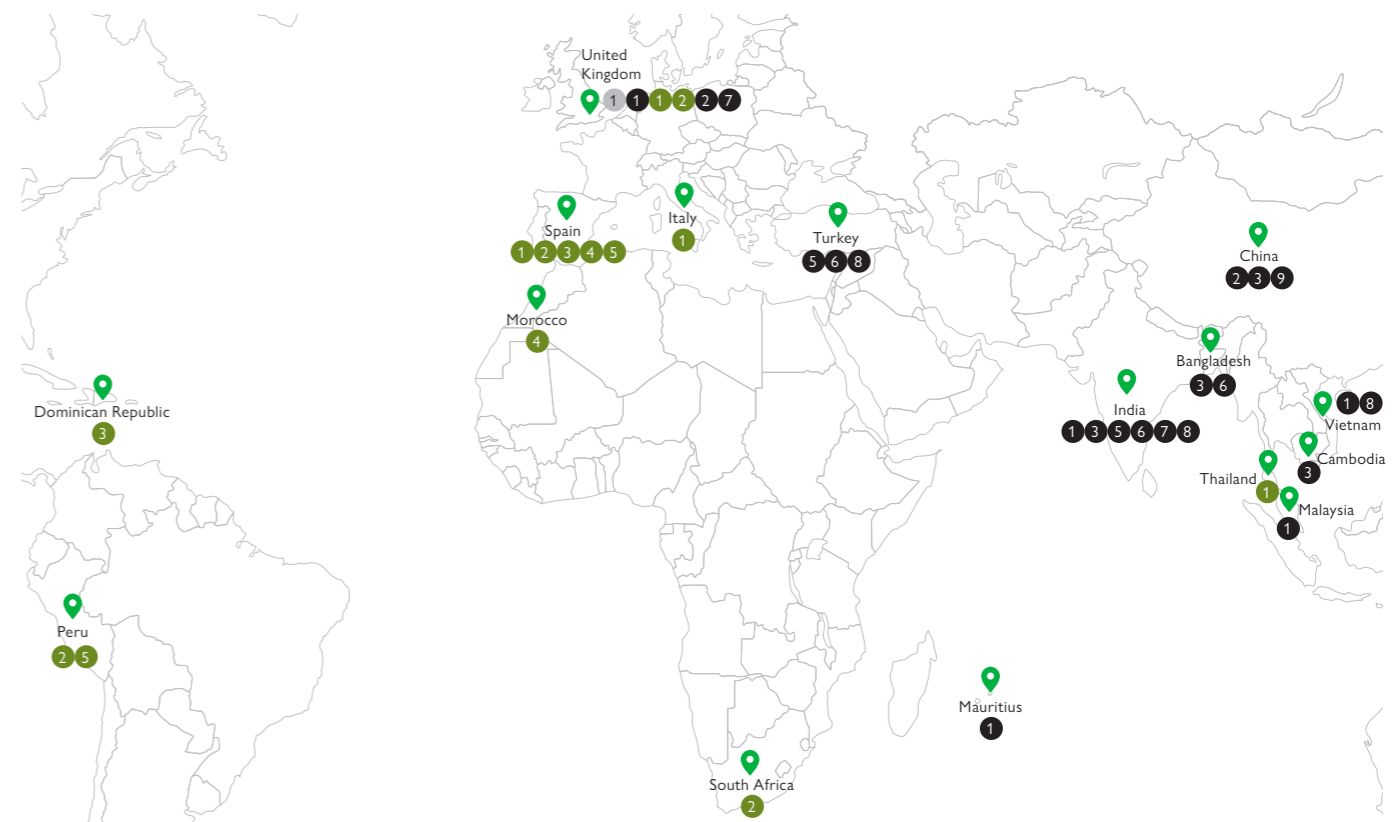 United
Kingdom
1 1 1 2 2 7
Spain
1 2 3 4 5
Italy
1
Turkey
5 6 8
China
2 3 9
Morocco
4
Bangladesh
3 6
Dominican Republic
3
India
1 3 5 6 7 8
1 8
Vietnam
Cambodia
3
Thailand
1
Malaysia
1
Peru
2 5
Mauritius
1
South Africa
2